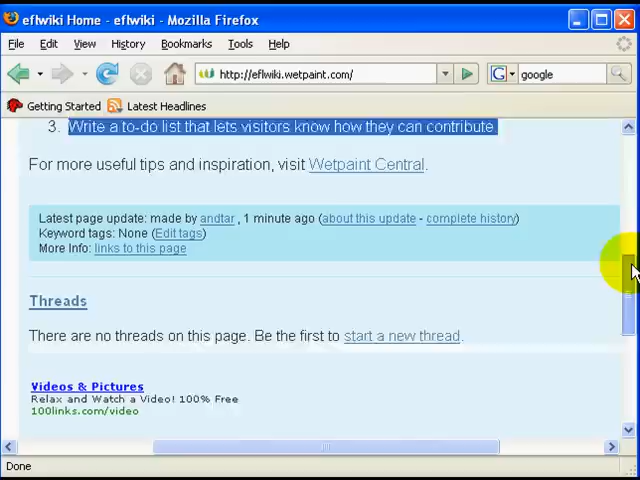 eflwiki Home - eflwiki - Mozilla Firefox
File Edit View History Bookmarks Tools Help
http://eflwiki.wetpaint.com/ G google
Getting Started Latest Headlines
3. Write a to-do list that lets visitors know how they can contribute
For more useful tips and inspiration, visit Wetpaint Central.
Latest page update: made by andtar , 1 minute ago (about this update - complete history)
Keyword tags: None (Edit tags)
More Info: links to this page
Threads
There are no threads on this page. Be the first to start a new thread.
Videos & Pictures
Relax and Watch a Video! 100% Free
100links.com/video
Done